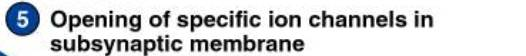 5 Opening of specific ion channels in
subsynaptic membrane